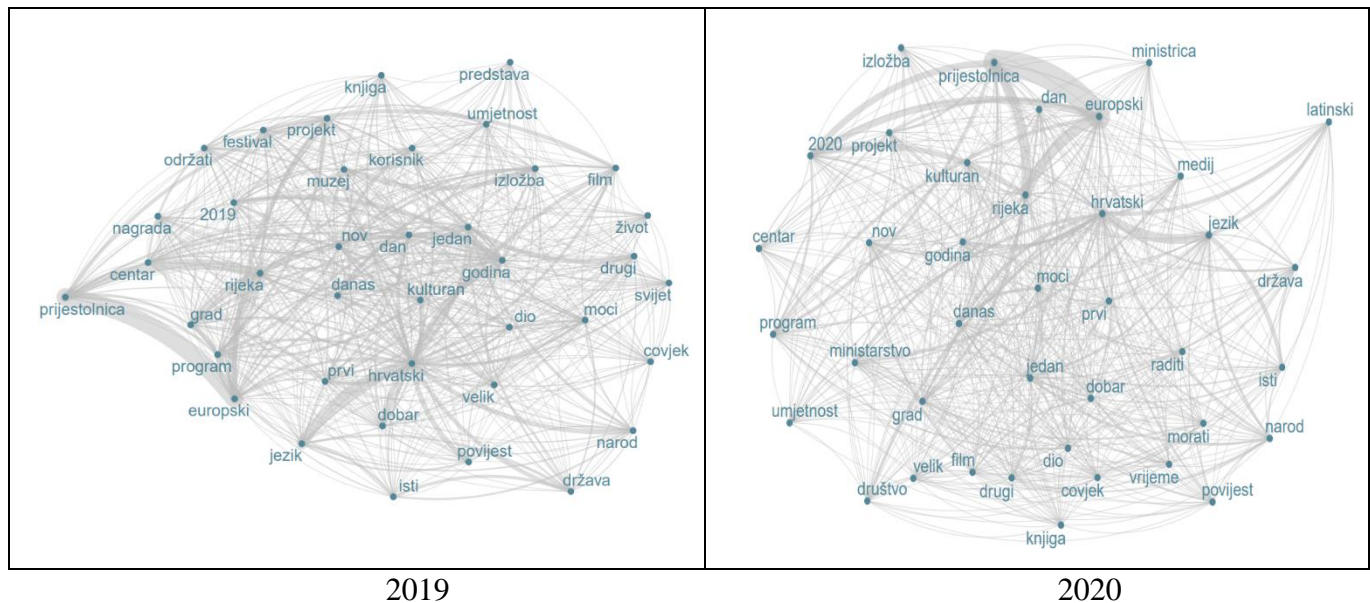 predstava
knjiga
umjetnost
projekt
festival
održati
korisnik
muzej
izložba
film
2019
nagrada
život
nov
dan
jedan
centar
rijeka
godina
drugi
danas
kulturan
svijet
prijestolnica
grad
dio
moci
program
prvi
hrvatski
covjek
europski
velik
dobar
jezik
povijest
narod
isti
država
2019
izložba
ministrica
prijestolnica
dan
europski
latinski
2020
projekt
kulturan
medij
rijeka
hrvatski
jezik
centar
nov
godina
moci
država
danas
prvi
program
ministarstvo
jedan
raditi
isti
dobar
umjetnost
grad
morati
narod
velik
film
dio
društvo
drugi
covjek
vrijeme
povijest
knjiga
2020